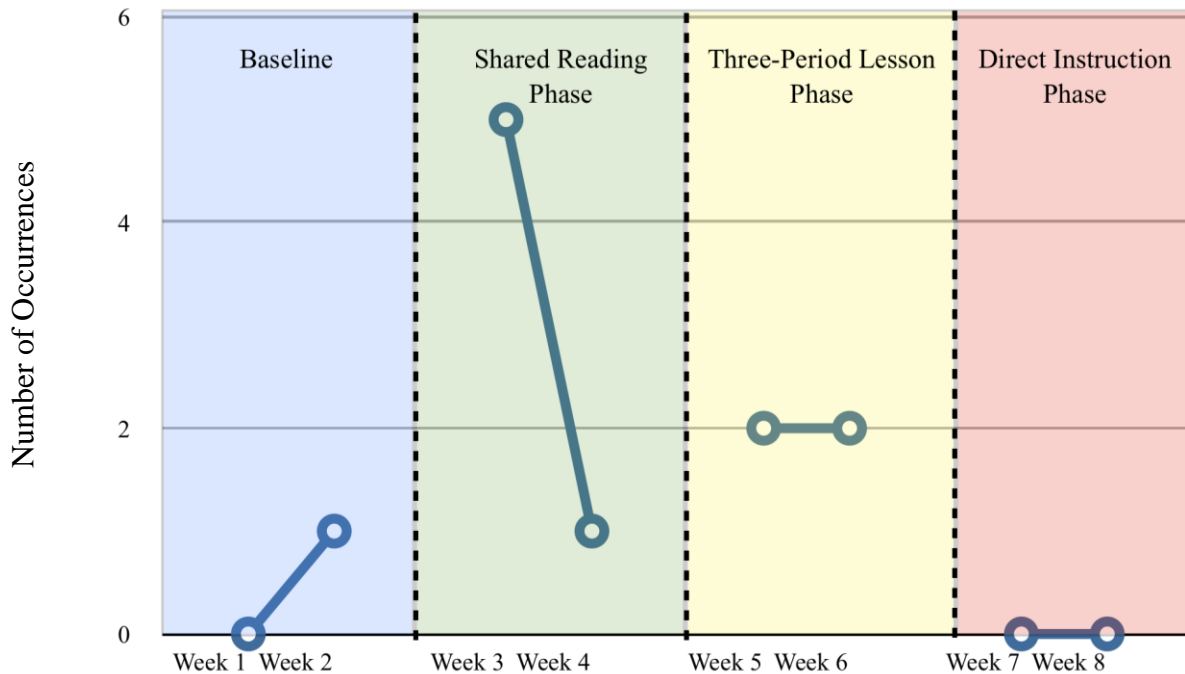 6
Baseline
Shared Reading
Phase
Three-Period Lesson
Phase
Direct Instruction
Phase
4
Number of Occurrences
2
0
Week 1 Week 2
Week 3 Week 4
Week 5 Week 6
Week 7 Week 8